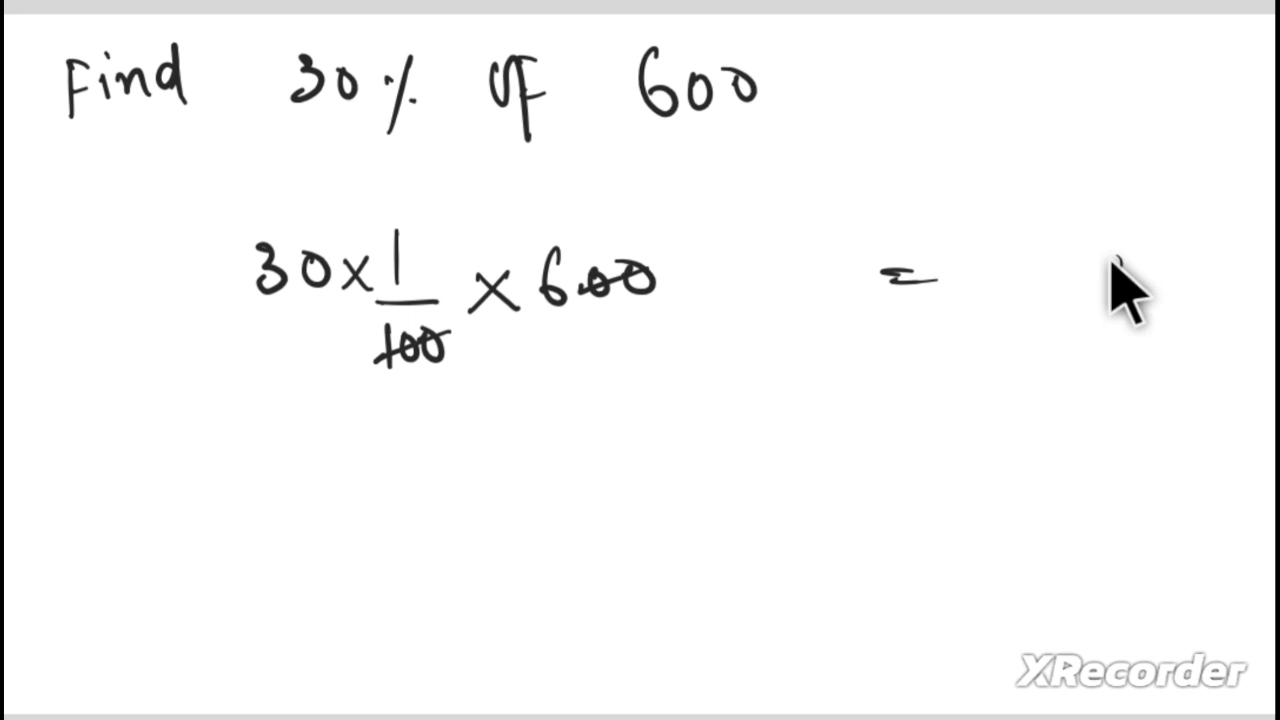 Find 30% of 600
30 × 1/100 × 600 =
XRecorder